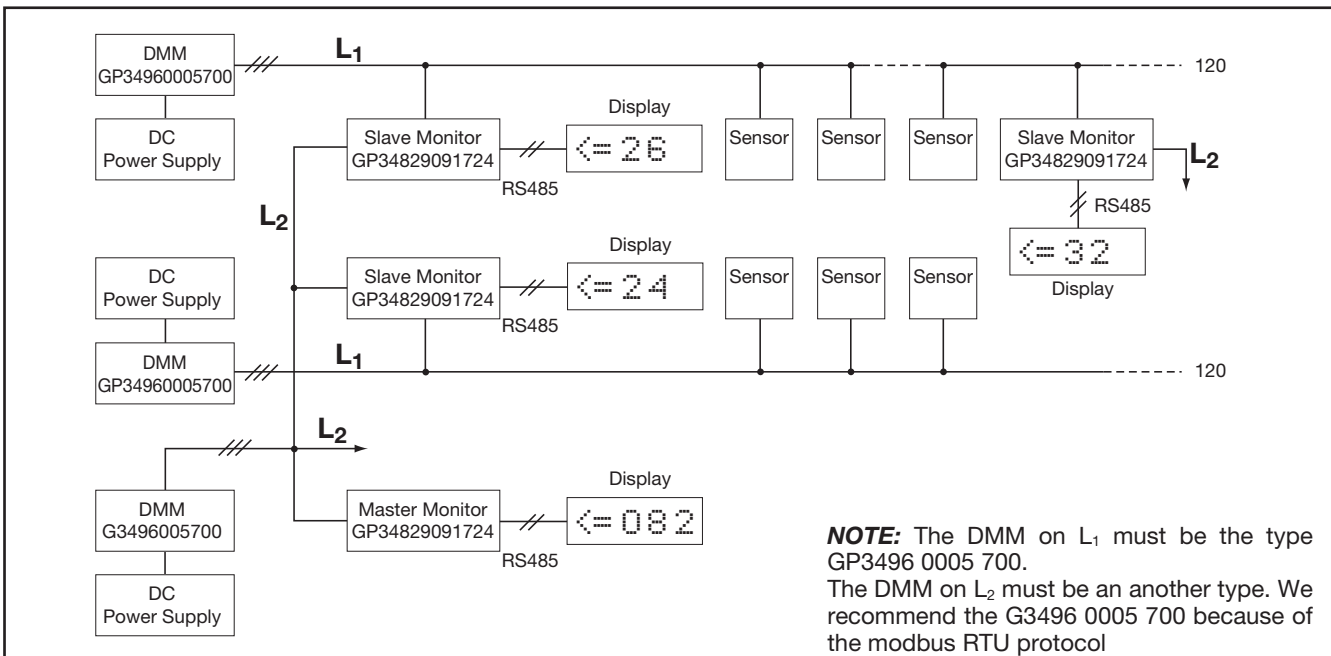 DMM
GP34960005700
L1
120
DC
Power Supply
Slave Monitor
GP34829091724
RS485
Display
<=26
Sensor
Sensor
Sensor
Slave Monitor
GP34829091724
L2
RS485
<=32
Display
L2
DC
Power Supply
DMM
GP34960005700
Slave Monitor
GP34829091724
RS485
Display
<=24
Sensor
Sensor
Sensor
L1
120
L2
DMM
G3496005700
DC
Power Supply
Master Monitor
GP34829091724
RS485
Display
<=082
NOTE: The DMM on L1 must be the type
GP3496 0005 700.
The DMM on L2 must be an another type. We
recommend the G3496 0005 700 because of
the modbus RTU protocol